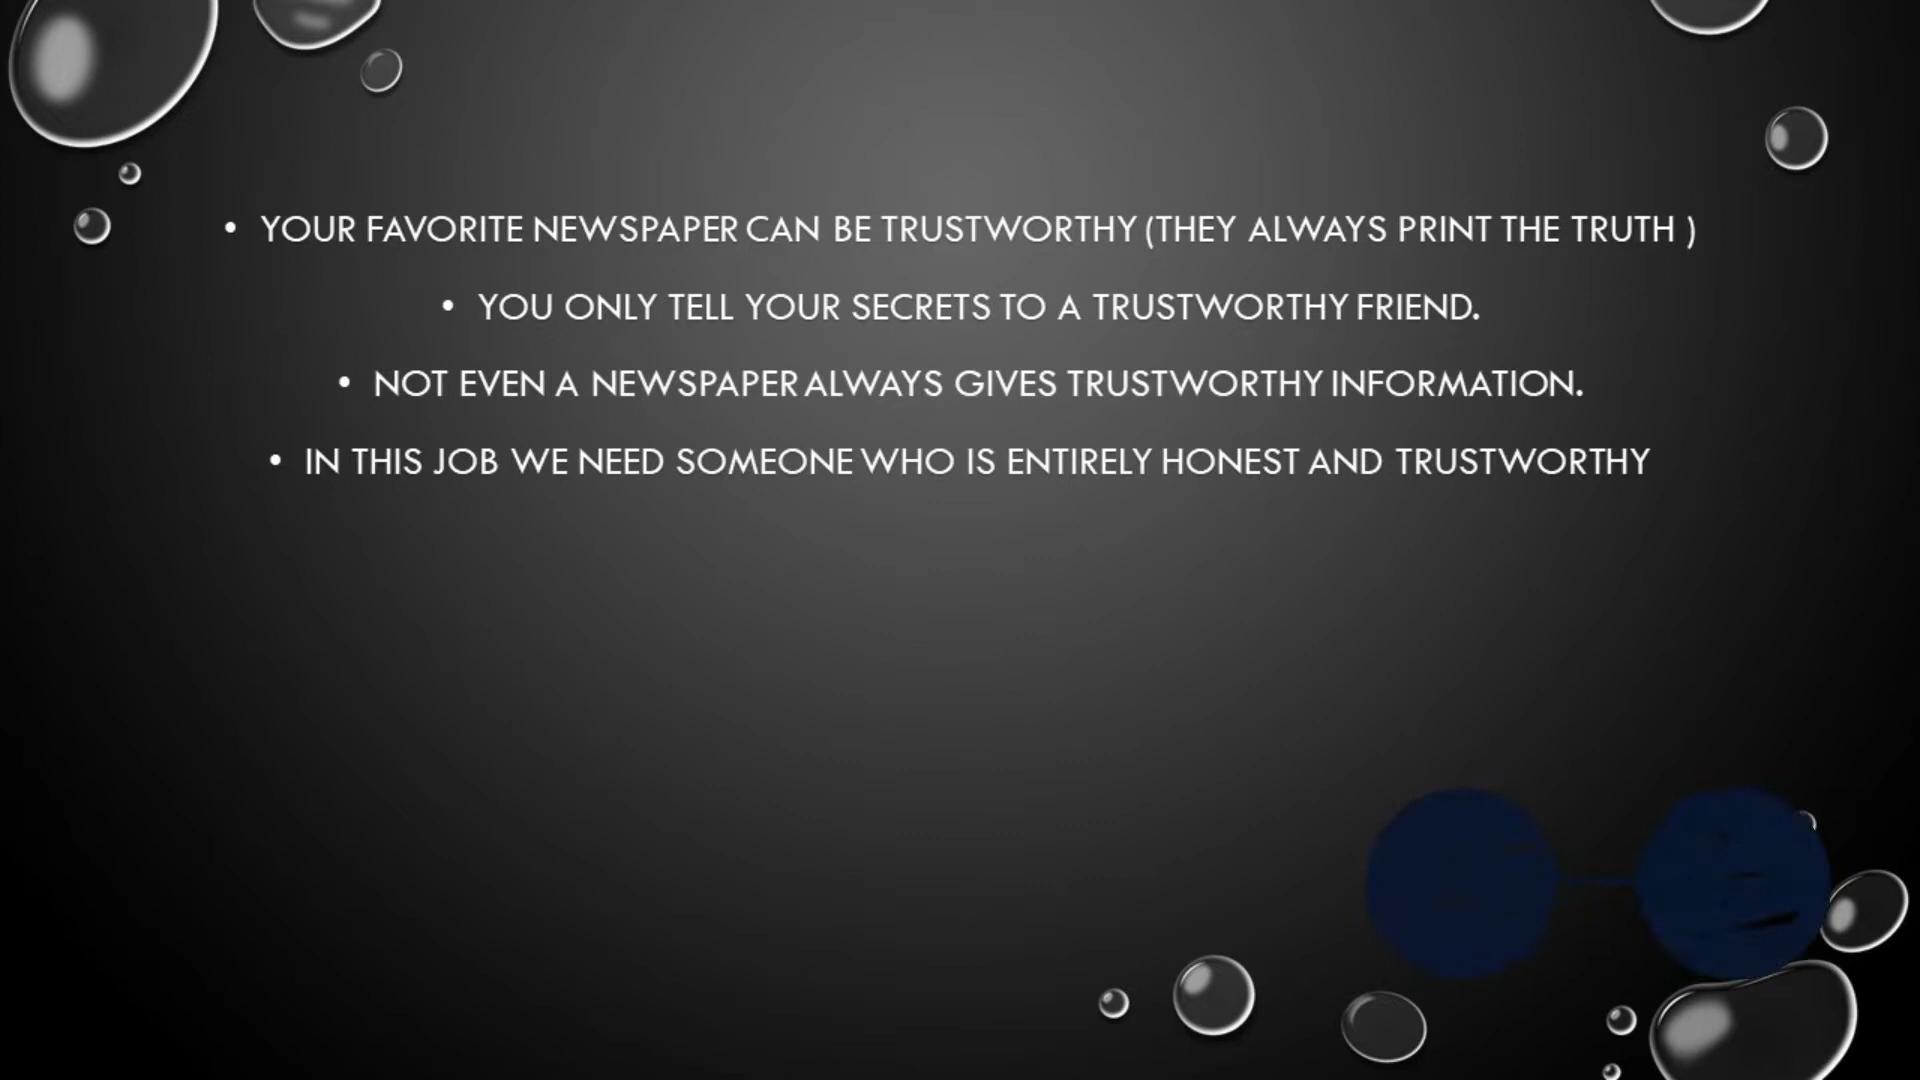 • YOUR FAVORITE NEWSPAPER CAN BE TRUSTWORTHY (THEY ALWAYS PRINT THE TRUTH )
• YOU ONLY TELL YOUR SECRETS TO A TRUSTWORTHY FRIEND.
• NOT EVEN A NEWSPAPER ALWAYS GIVES TRUSTWORTHY INFORMATION.
• IN THIS JOB WE NEED SOMEONE WHO IS ENTIRELY HONEST AND TRUSTWORTHY